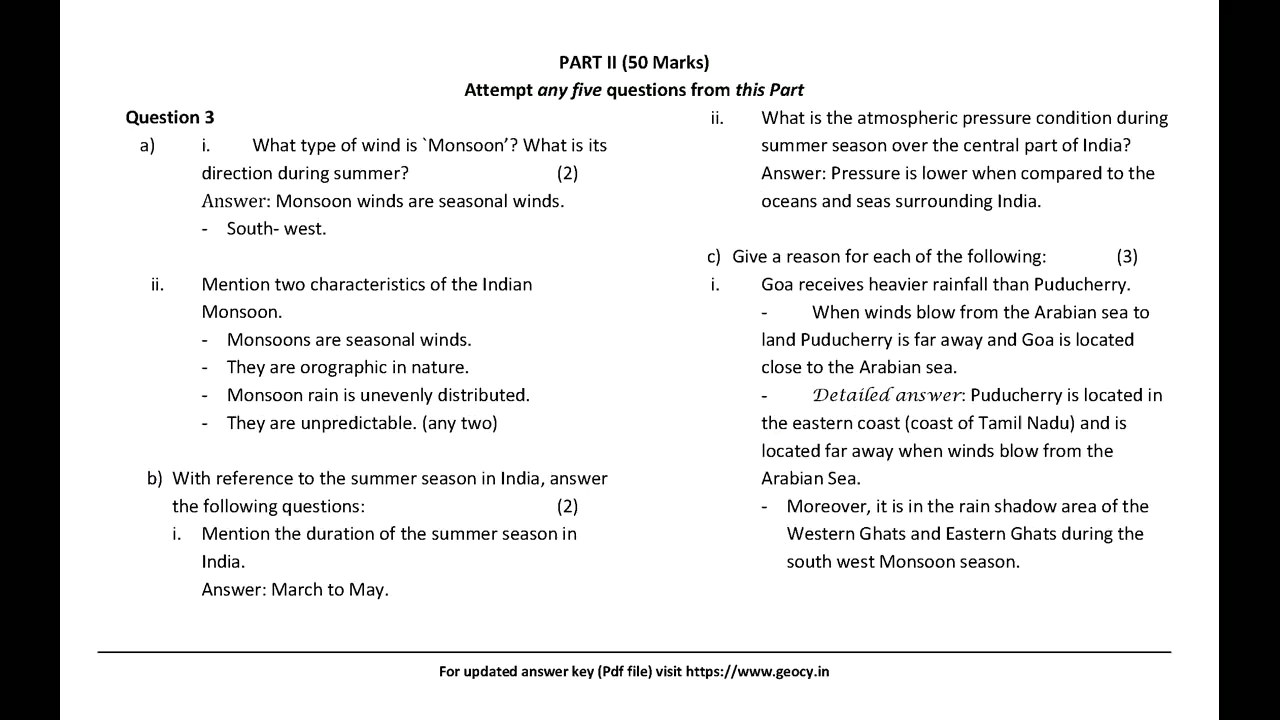 PART II (50 Marks)
Attempt any five questions from this Part
Question 3
a) i. What type of wind is `Monsoon’? What is its
direction during summer? (2)
Answer: Monsoon winds are seasonal winds.
- South- west.
ii. Mention two characteristics of the Indian
Monsoon.
- Monsoons are seasonal winds.
- They are orographic in nature.
- Monsoon rain is unevenly distributed.
- They are unpredictable. (any two)
b) With reference to the summer season in India, answer
the following questions: (2)
i. Mention the duration of the summer season in
India.
Answer: March to May.
ii. What is the atmospheric pressure condition during
summer season over the central part of India?
Answer: Pressure is lower when compared to the
oceans and seas surrounding India.
c) Give a reason for each of the following: (3)
i. Goa receives heavier rainfall than Puducherry.
- When winds blow from the Arabian sea to
land Puducherry is far away and Goa is located
close to the Arabian sea.
- Detailed answer: Puducherry is located in
the eastern coast (coast of Tamil Nadu) and is
located far away when winds blow from the
Arabian Sea.
- Moreover, it is in the rain shadow area of the
Western Ghats and Eastern Ghats during the
south west Monsoon season.
For updated answer key (Pdf file) visit https://www.geocy.in